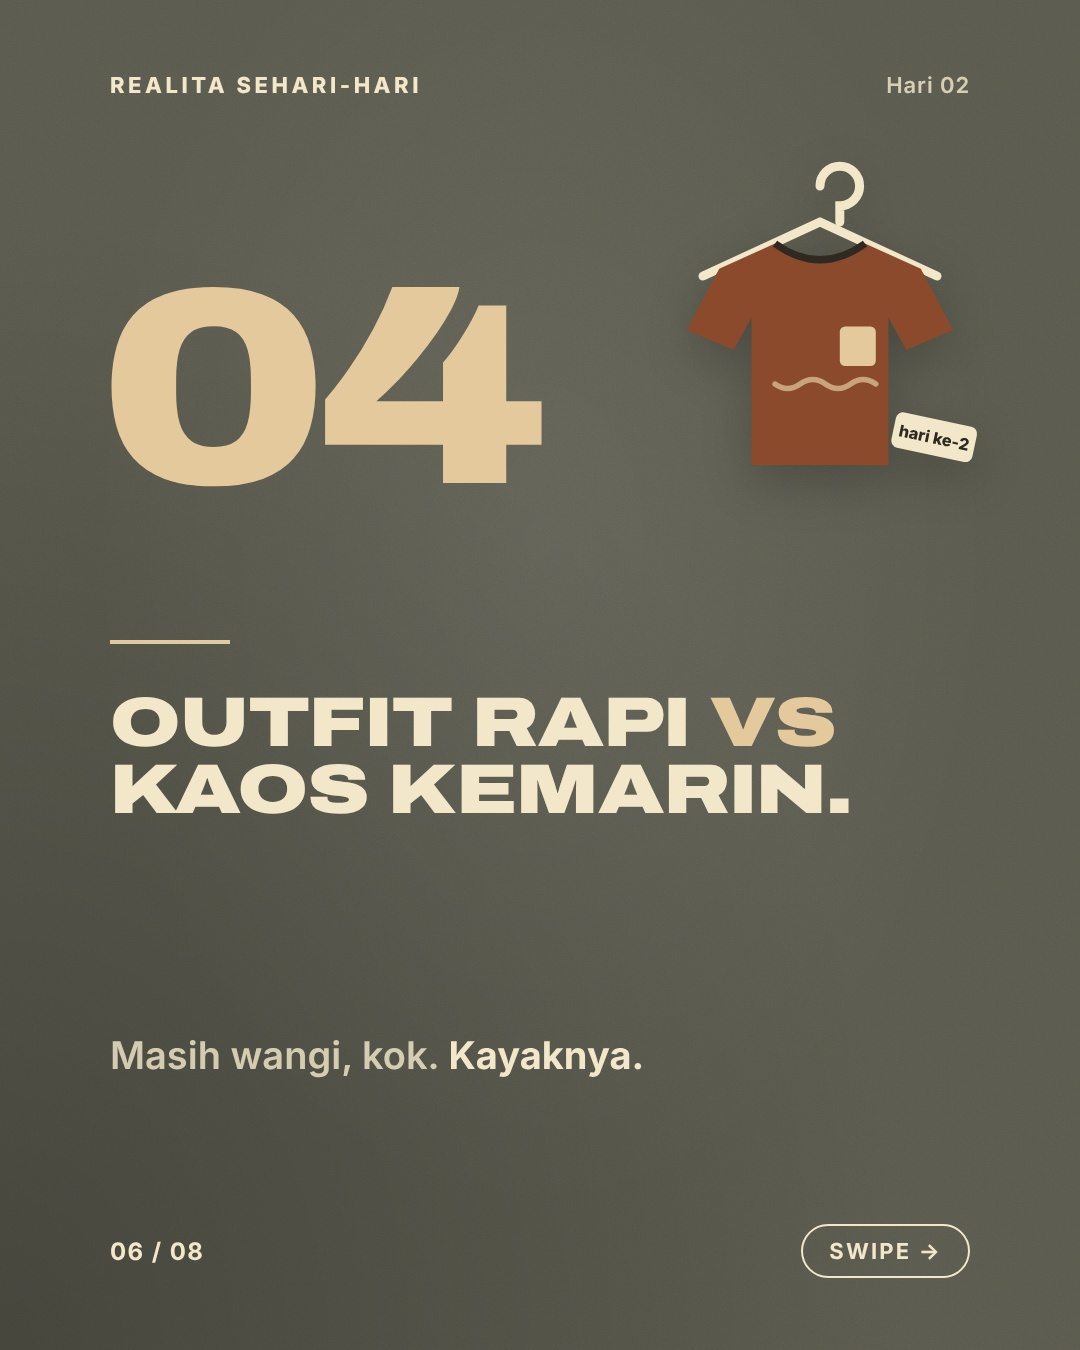 REALITA SEHARI-HARI
Hari 02
04
hari ke-2
OUTFIT RAPI VS
KAOS KEMARIN.
Masih wangi, kok. Kayaknya.
06 / 08
SWIPE →